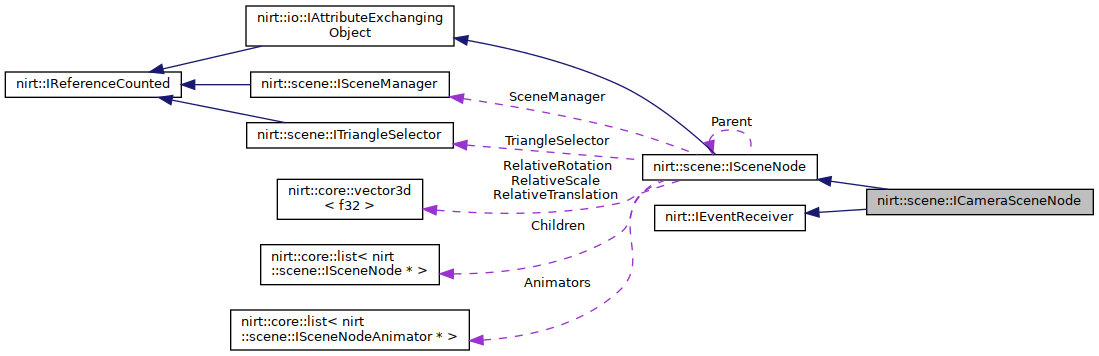 nirt::io::IAttributeExchanging
Object
nirt::IReferenceCounted
nirt::scene::ISceneManager
SceneManager
Parent
nirt::scene::ITriangleSelector
TriangleSelector
nirt::scene::ISceneNode
RelativeRotation
RelativeScale
RelativeTranslation
nirt::core::vector3d
< f32 >
nirt::scene::ICameraSceneNode
nirt::IEventReceiver
Children
nirt::core::list< nirt
::scene::ISceneNode * >
Animators
nirt::core::list< nirt
::scene::ISceneNodeAnimator * >